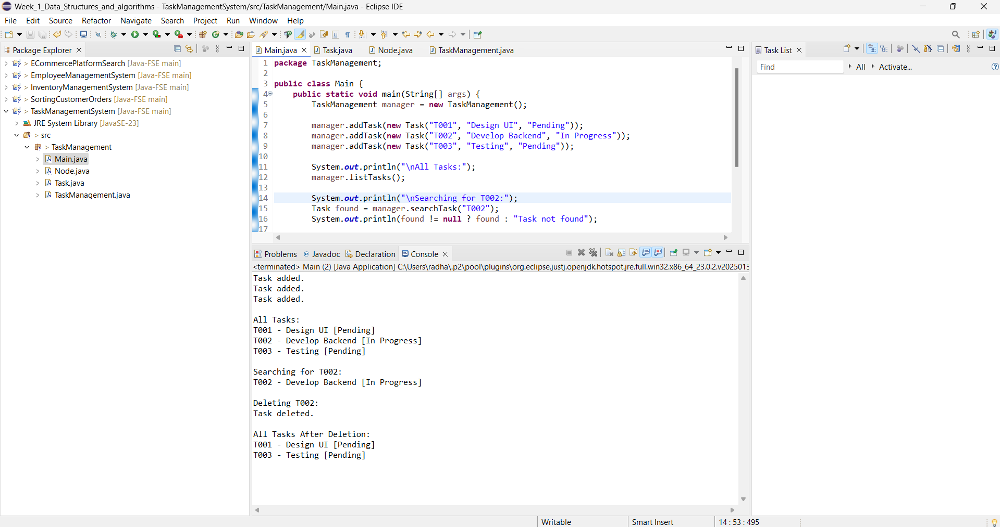 Week_1_Data_Structures_and_algorithms - TaskManagementSystem/src/TaskManagement/Main.java - Eclipse IDE
File Edit Source Refactor Navigate Search Project Run Window Help
Package Explorer
> ECommercePlatformSearch [Java-FSE main]
> EmployeeManagementSystem [Java-FSE main]
> InventoryManagementSystem [Java-FSE main]
> SortingCustomerOrders [Java-FSE main]
> TaskManagementSystem [Java-FSE main]
JRE System Library [JavaSE-23]
> src
> TaskManagement
Main.java
Node.java
Task.java
TaskManagement.java
Main.java Task.java Node.java TaskManagement.java
1 package TaskManagement;
2
3 public class Main {
4 public static void main(String[] args) {
5 TaskManagement manager = new TaskManagement();
6
7 manager.addTask(new Task("T001", "Design UI", "Pending"));
8 manager.addTask(new Task("T002", "Develop Backend", "In Progress"));
9 manager.addTask(new Task("T003", "Testing", "Pending"));
10
11 System.out.println("\nAll Tasks:");
12 manager.listTasks();
13
14 System.out.println("\nSearching for T002:");
15 Task found = manager.searchTask("T002");
16 System.out.println(found != null ? found : "Task not found");
17
Problems @ Javadoc Declaration Console
<terminated> Main (2) [Java Application] C:\Users\radha\.p2\pool\plugins\org.eclipse.justj.openjdk.hotspot.jre.full.win32.x86_64_23.0.2.v2025013
Task added.
Task added.
Task added.
All Tasks:
T001 - Design UI [Pending]
T002 - Develop Backend [In Progress]
T003 - Testing [Pending]
Searching for T002:
T002 - Develop Backend [In Progress]
Deleting T002:
Task deleted.
All Tasks After Deletion:
T001 - Design UI [Pending]
T003 - Testing [Pending]
Task List
Find All Activate...
Writable Smart Insert 14 : 53 : 495